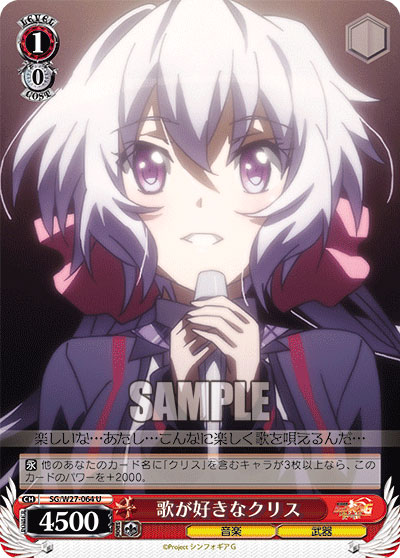 LEVEL
1
0
COST
SAMPLE
楽しいな…あたし…こんなに楽しく歌を唄えるんだ…
永 他のあなたのカード名に「クリス」を含むキャラが3枚以上なら、この
カードのパワーを+2000。
CH SG/W27-064 U
4500
歌が好きなクリス
音楽
武器
©Project シンフォギアG